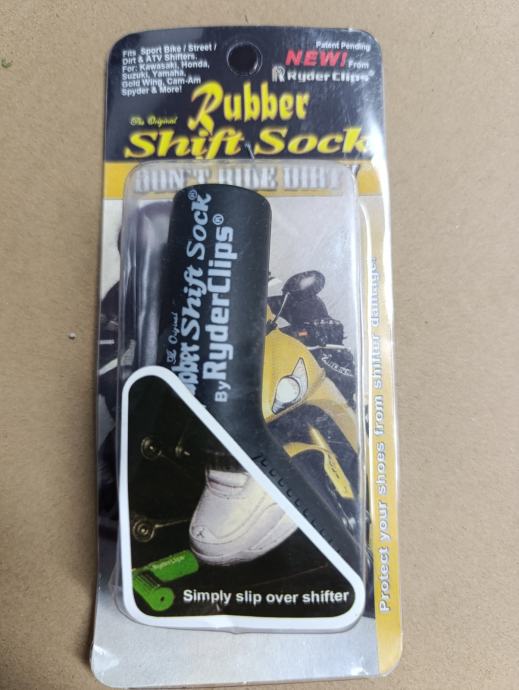 Fits Sport Bike / Street /
Dirt & ATV Shifters.
For: Kawasaki, Honda,
Suzuki, Yamaha,
Gold Wing, Cam-Am
Spyder & More!
Patent Pending
NEW! From
RyderClips®
The Original
Rubber
Shift Sock
DON'T RIDE DIRTY
The Original
Rubber Shift Sock®
By RyderClips®
Protect your shoes from shifter damage!
RyderClips
Simply slip over shifter